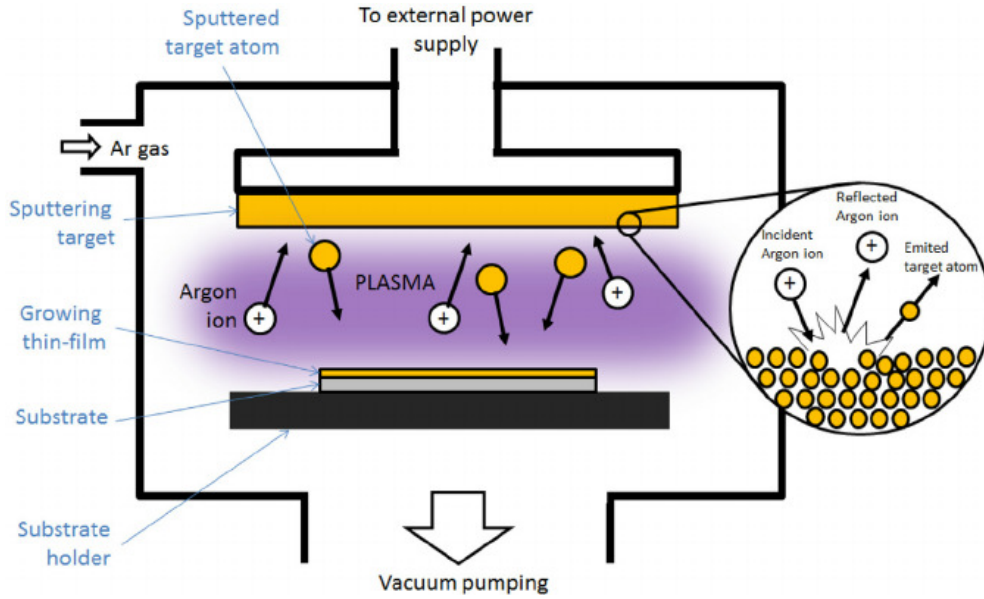 Sputtered
target atom
To external power
supply
Ar gas
Sputtering
target
Reflected
Argon ion
Incident
Argon ion
Emited
target atom
Argon
ion
PLASMA
Growing
thin-film
Substrate
Substrate
holder
Vacuum pumping
+
+
+
+
+